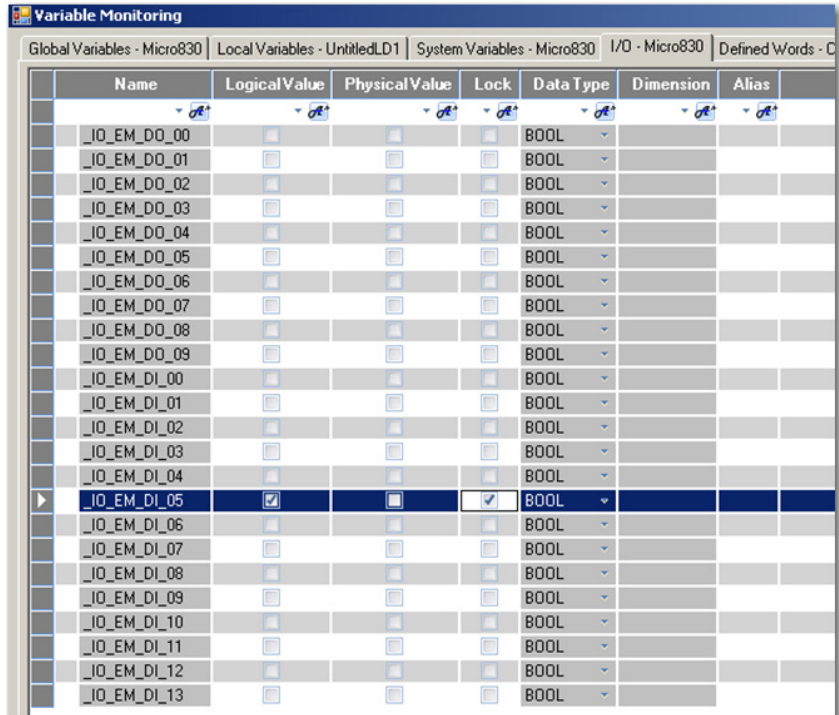 Variable Monitoring
Global Variables - Micro830 Local Variables - UntitledLD1 System Variables - Micro830 I/O - Micro830 Defined Words - 
Name Logical Value Physical Value Lock Data Type Dimension Alias
_IO_EM_DO_00 BOOL
_IO_EM_DO_01 BOOL
_IO_EM_DO_02 BOOL
_IO_EM_DO_03 BOOL
_IO_EM_DO_04 BOOL
_IO_EM_DO_05 BOOL
_IO_EM_DO_06 BOOL
_IO_EM_DO_07 BOOL
_IO_EM_DO_08 BOOL
_IO_EM_DO_09 BOOL
_IO_EM_DI_00 BOOL
_IO_EM_DI_01 BOOL
_IO_EM_DI_02 BOOL
_IO_EM_DI_03 BOOL
_IO_EM_DI_04 BOOL
_IO_EM_DI_05 BOOL
_IO_EM_DI_06 BOOL
_IO_EM_DI_07 BOOL
_IO_EM_DI_08 BOOL
_IO_EM_DI_09 BOOL
_IO_EM_DI_10 BOOL
_IO_EM_DI_11 BOOL
_IO_EM_DI_12 BOOL
_IO_EM_DI_13 BOOL